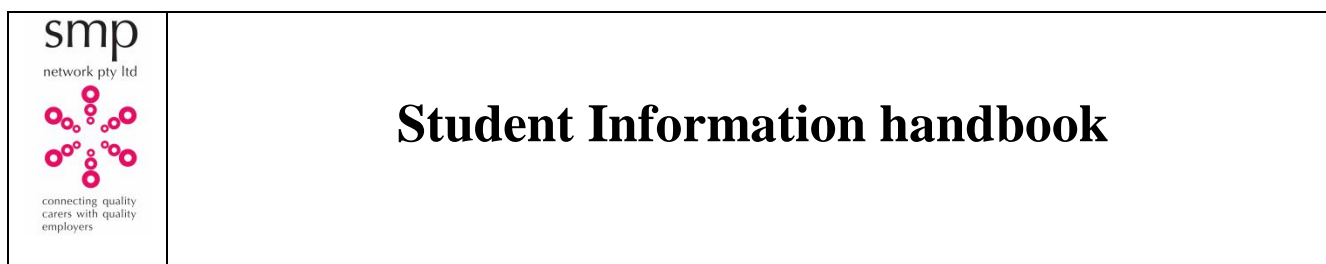 smp
network pty ltd
connecting quality
carers with quality
employers
Student Information handbook